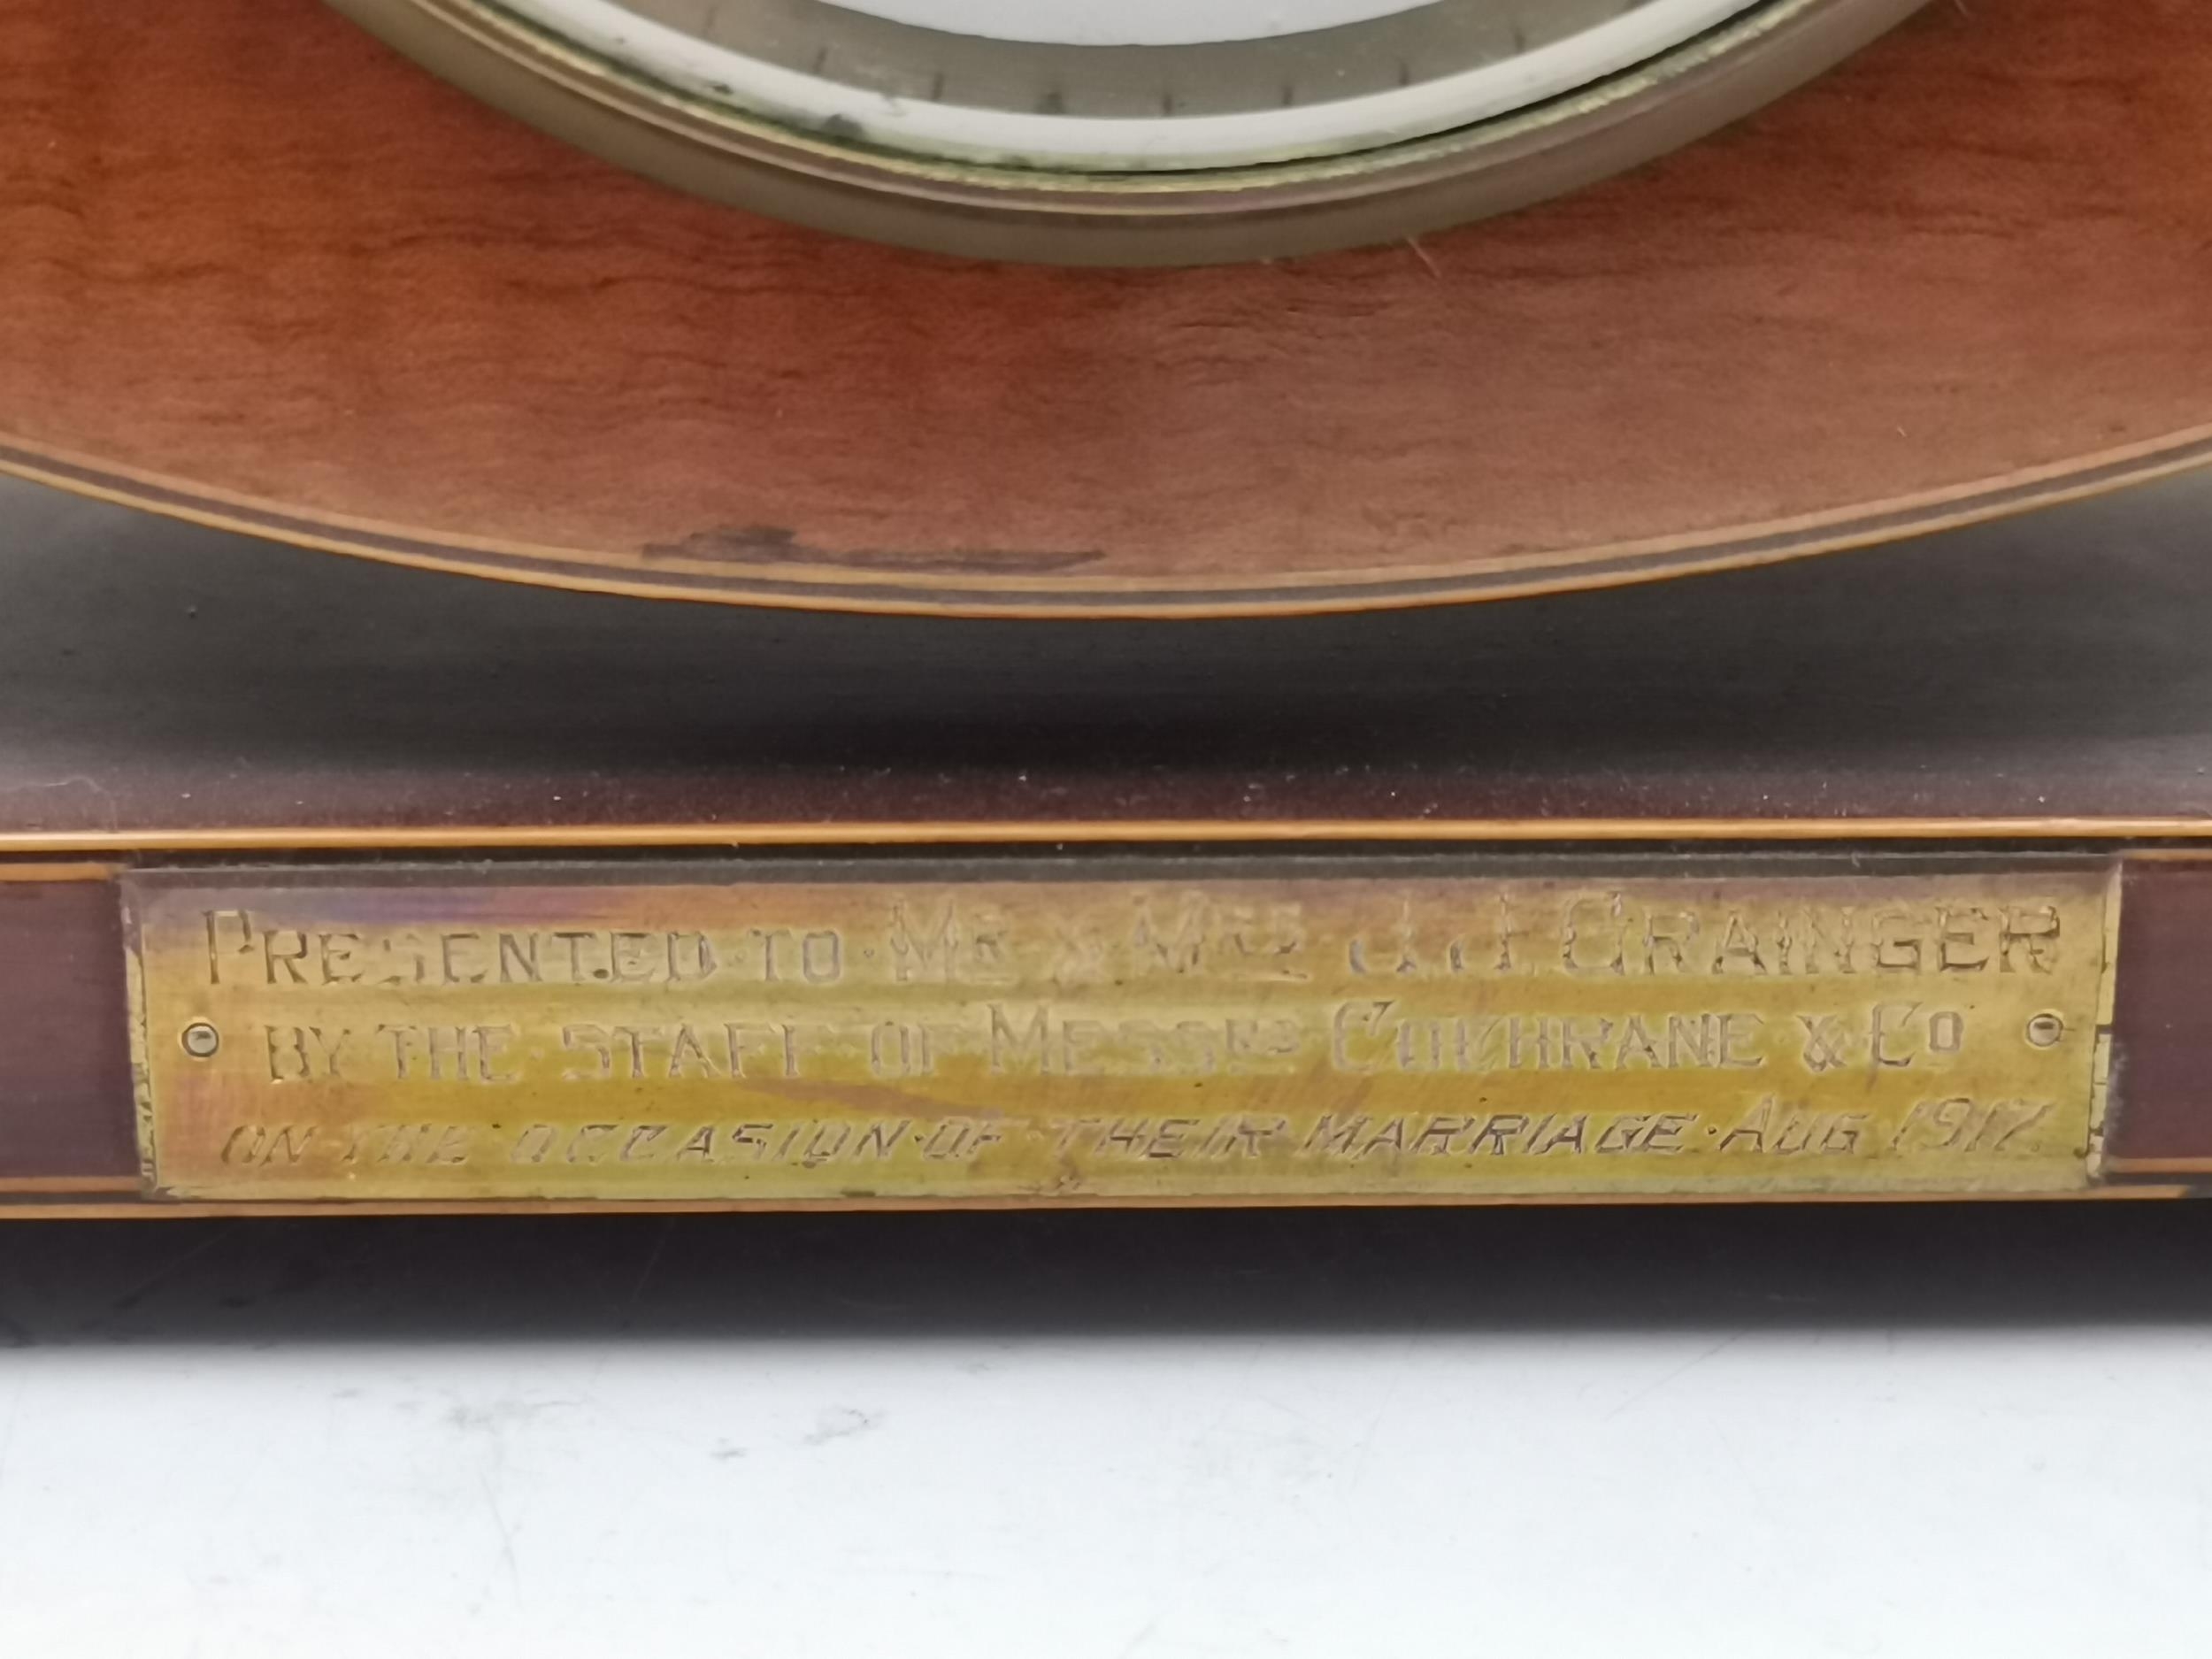 PRESENTED·TO·MR & MRS J.J. GRAINGER
BY THE·STAFF OF MESSRS COCHRANE & CO
ON THE OCCASION·OF THEIR MARRIAGE·AUG 1917.